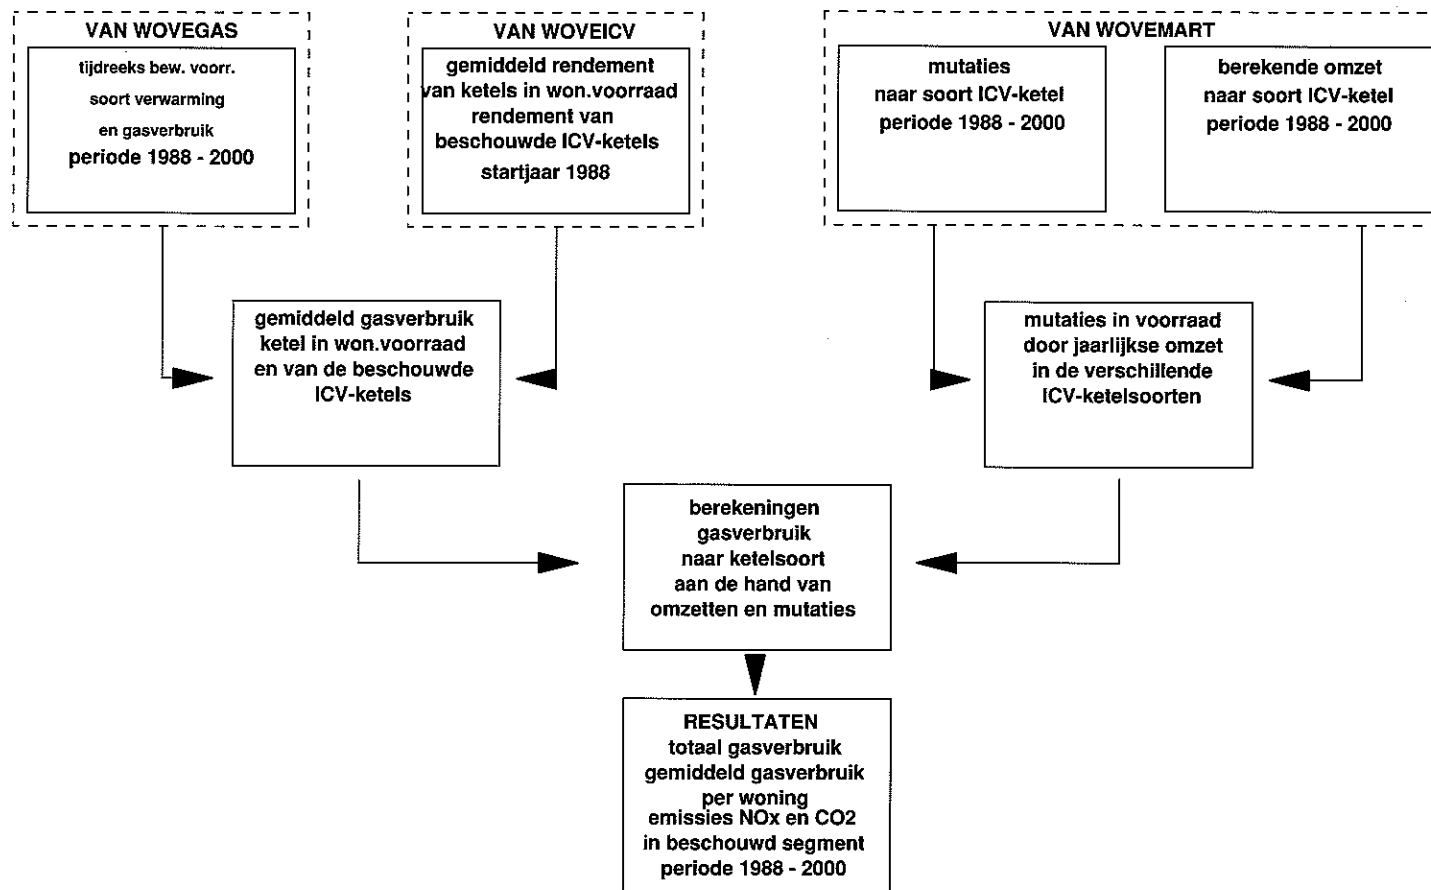 VAN WOVEGAS
tijdreeks bew. voorr.
soort verwarming
en gasverbruik
periode 1988 - 2000
VAN WOVEICV
gemiddeld rendement
van ketels in won.voorraad
rendement van
beschouwde ICV-ketels
startjaar 1988
VAN WOVEMART
mutaties
naar soort ICV-ketel
periode 1988 - 2000
berekende omzet
naar soort ICV-ketel
periode 1988 - 2000
gemiddeld gasverbruik
ketel in won.voorraad
en van de beschouwde
ICV-ketels
mutaties in voorraad
door jaarlijkse omzet
in de verschillende
ICV-ketelsoorten
berekeningen
gasverbruik
naar ketelsoort
aan de hand van
omzetten en mutaties
RESULTATEN
totaal gasverbruik
gemiddeld gasverbruik
per woning
emissies NOx en CO2
in beschouwd segment
periode 1988 - 2000